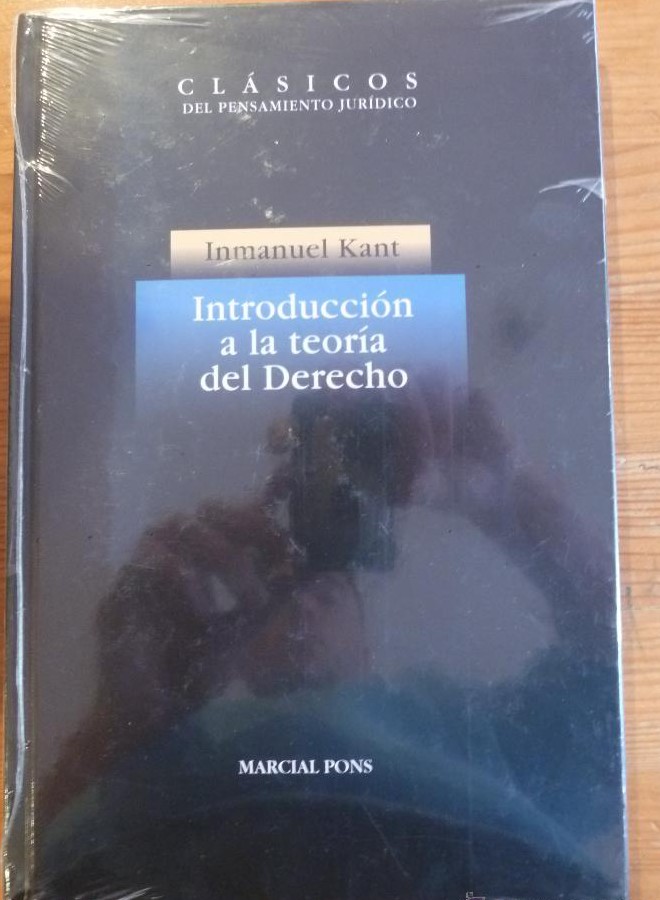 CLÁSICOS
DEL PENSAMIENTO JURÍDICO
Inmanuel Kant
Introducción
a la teoría
del Derecho
MARCIAL PONS